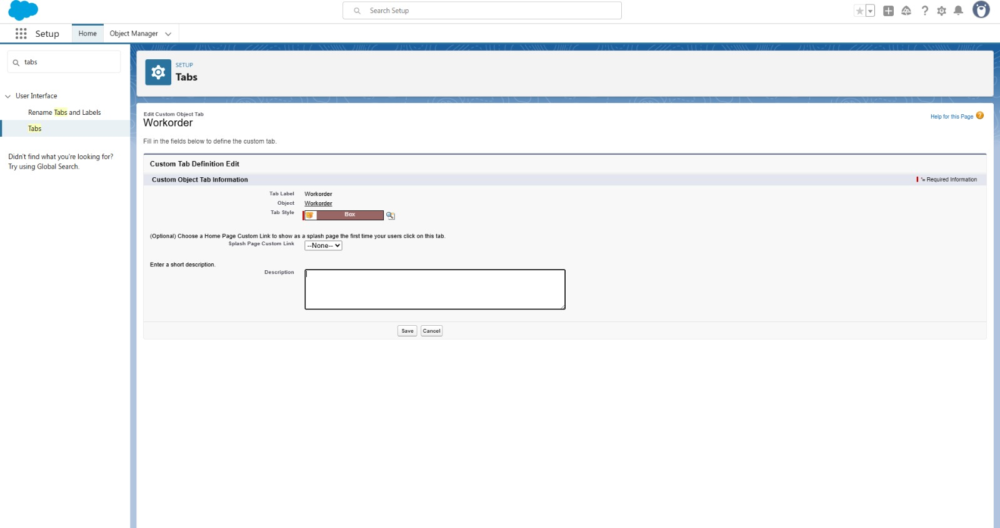 Search Setup
Setup
Home
Object Manager
tabs
User Interface
Rename Tabs and Labels
Tabs
Didn't find what you're looking for?
Try using Global Search.
SETUP
Tabs
Edit Custom Object Tab
Workorder
Help for this Page
Fill in the fields below to define the custom tab.
Custom Tab Definition Edit
Custom Object Tab Information
*= Required Information
Tab Label Workorder
Object Workorder
Tab Style Box
(Optional) Choose a Home Page Custom Link to show as a splash page the first time your users click on this tab.
Splash Page Custom Link --None--
Enter a short description.
Description
Save Cancel